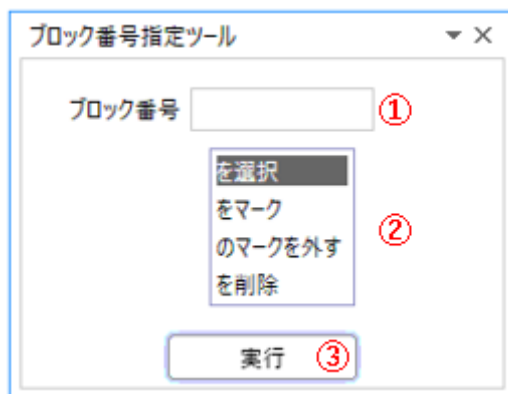 ブロック番号指定ツール
ブロック番号 ①
を選択
をマーク
のマークを外す
を削除
②
実行 ③